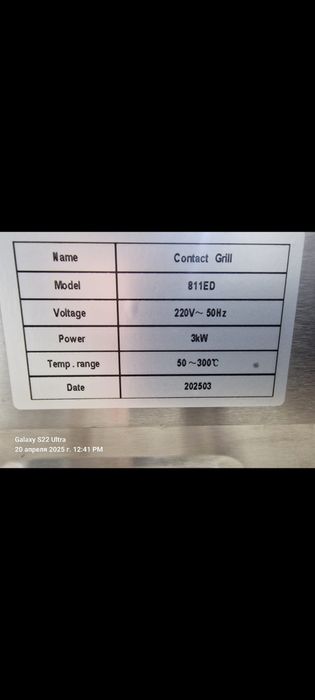 Name Contact Grill
Model 811ED
Voltage 220V～ 50Hz
Power 3kW
Temp.range 50～300℃
Date 202503
Galaxy S22 Ultra
20 апреля 2025 г. 12:41 PM